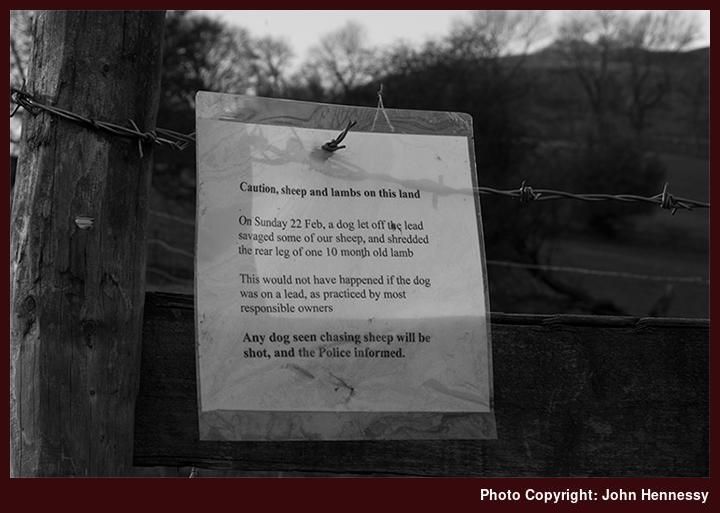 Caution, sheep and lambs on this land
On Sunday 22 Feb, a dog let off the lead
savaged some of our sheep, and shredded
the rear leg of one 10 month old lamb
This would not have happened if the dog
was on a lead, as practiced by most
responsible owners
Any dog seen chasing sheep will be
shot, and the Police informed.
Photo Copyright: John Hennessy